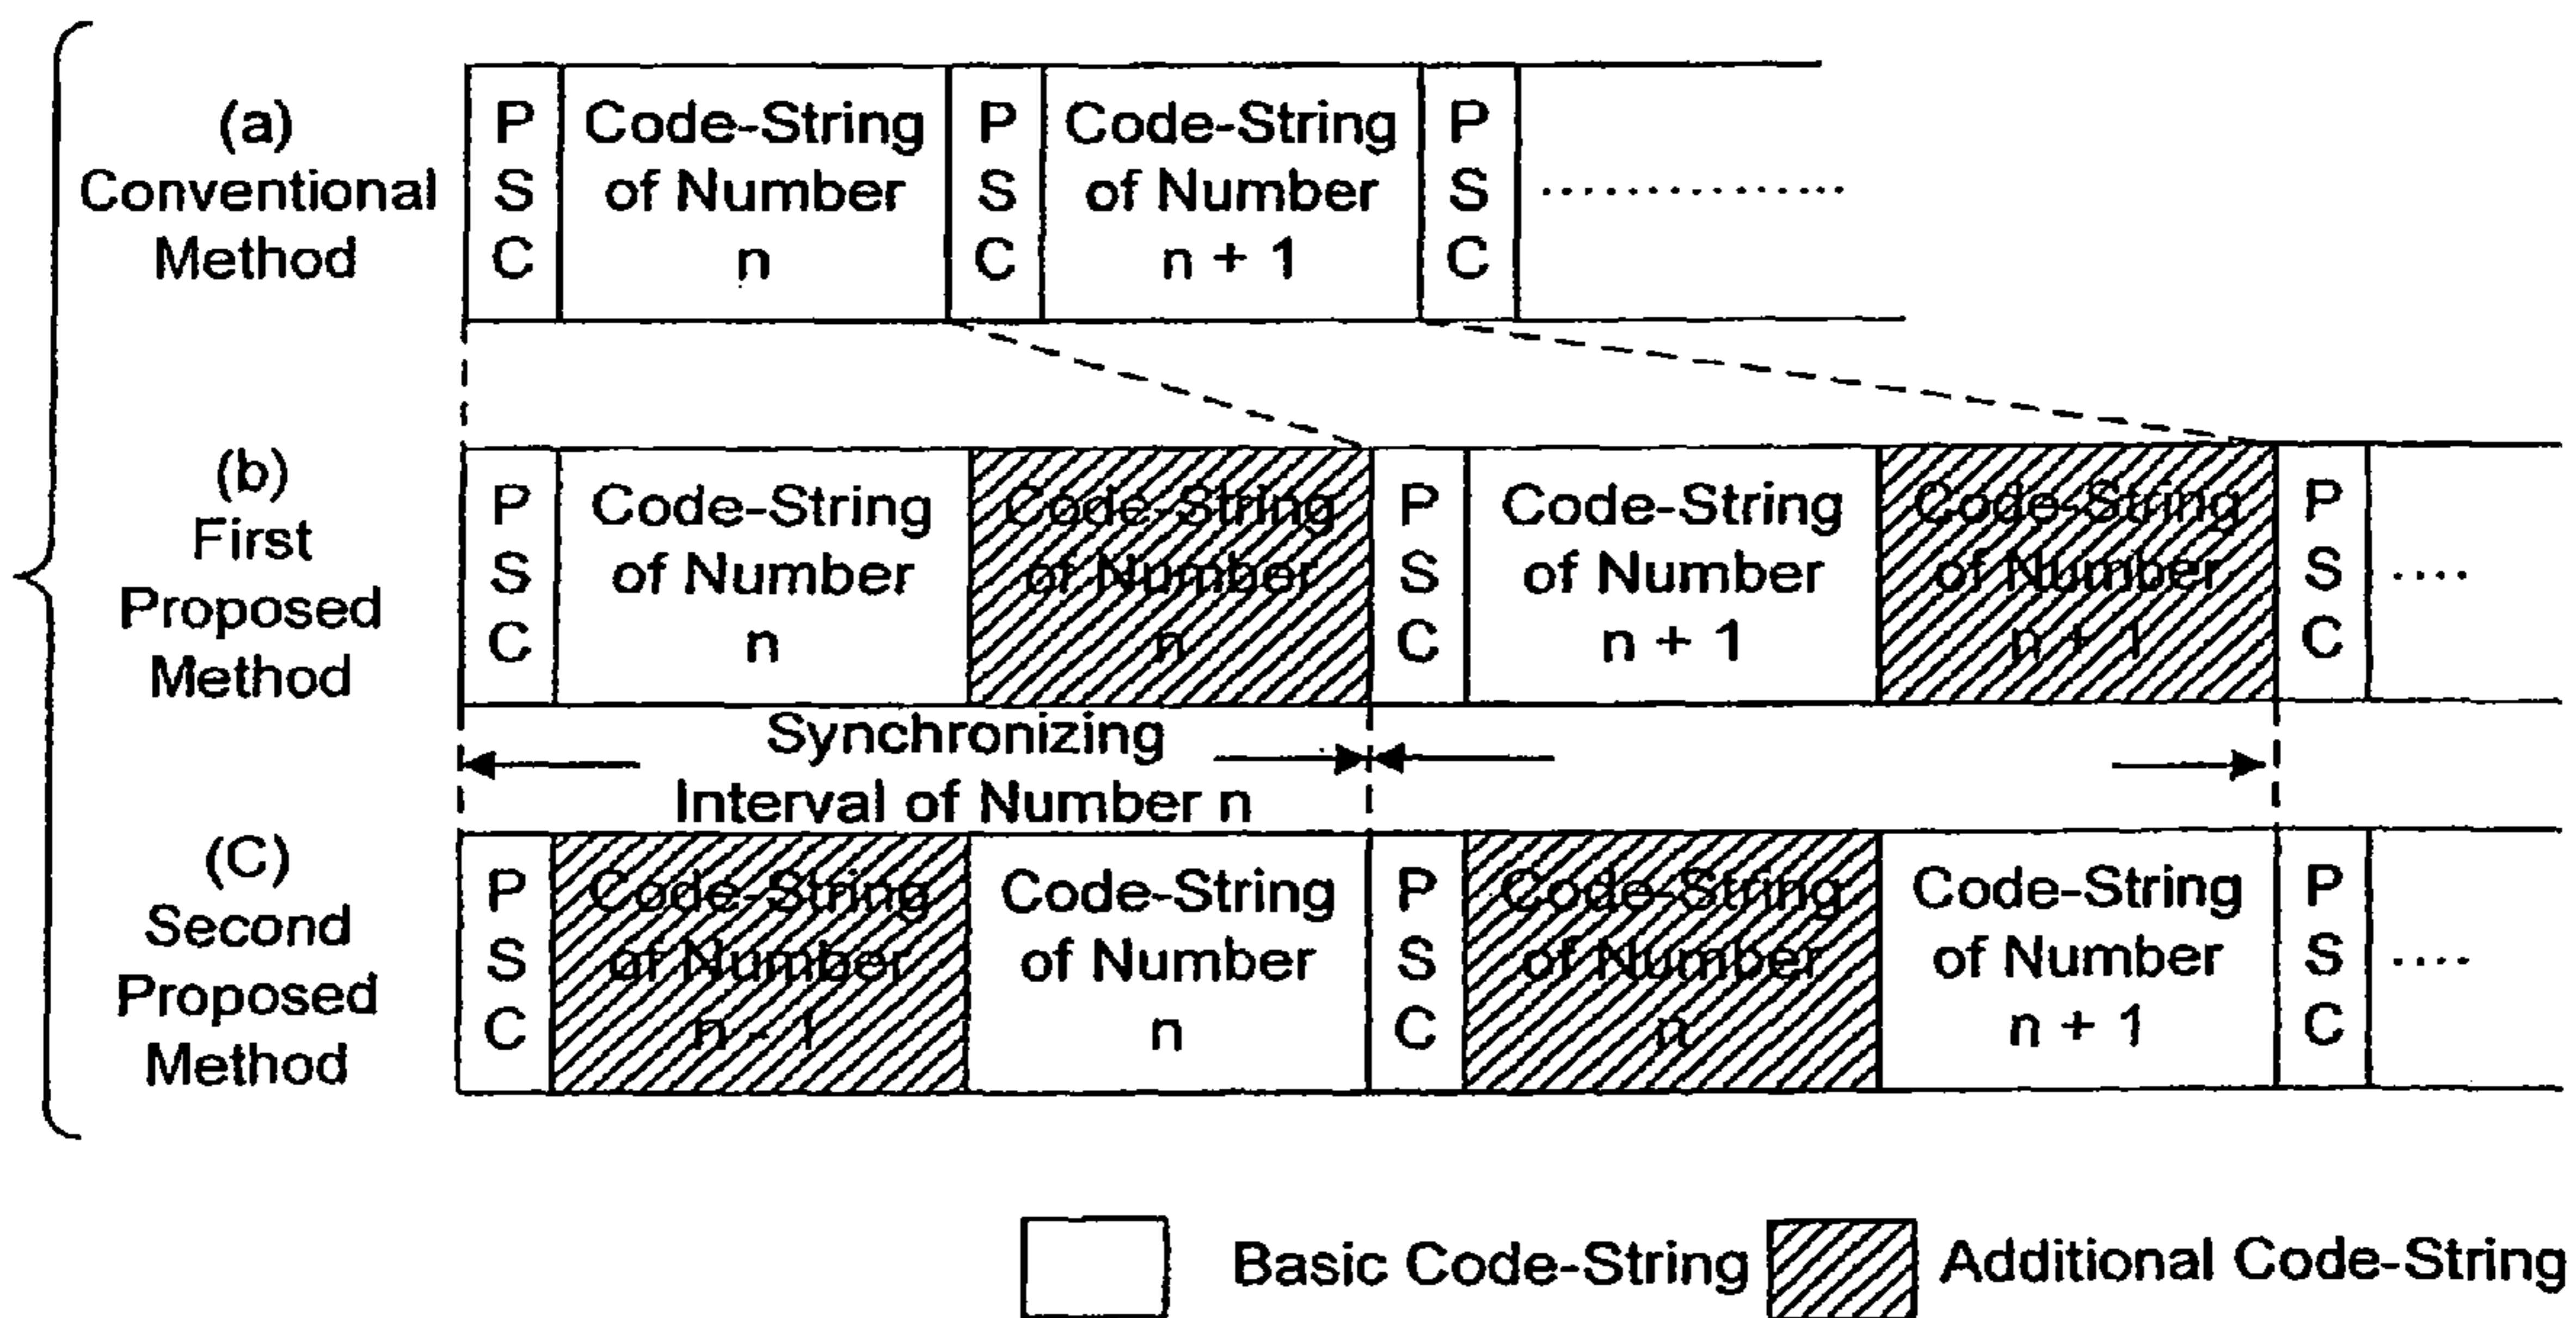 (a)
Conventional
Method
P
S
C
Code-String
of Number
n
P
S
C
Code-String
of Number
n + 1
P
S
C
...............
(b)
First
Proposed
Method
P
S
C
Code-String
of Number
n
Code-String
of Number
n
P
S
C
Code-String
of Number
n + 1
Code-String
of Number
n + 1
P
S
C
....
Synchronizing
Interval of Number n
(C)
Second
Proposed
Method
P
S
C
Code-String
of Number
n - 1
Code-String
of Number
n
P
S
C
Code-String
of Number
n
Code-String
of Number
n + 1
P
S
C
....
Basic Code-String
Additional Code-String